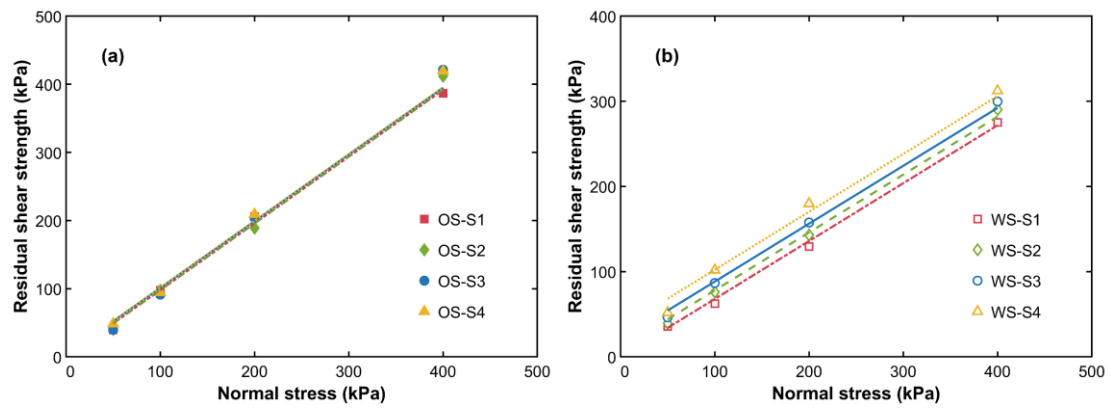 (a)
Residual shear strength (kPa)
500
400
300
200
100
0
0 100 200 300 400 500
Normal stress (kPa)
OS-S1
OS-S2
OS-S3
OS-S4
(b)
Residual shear strength (kPa)
400
300
200
100
0
0 100 200 300 400 500
Normal stress (kPa)
WS-S1
WS-S2
WS-S3
WS-S4